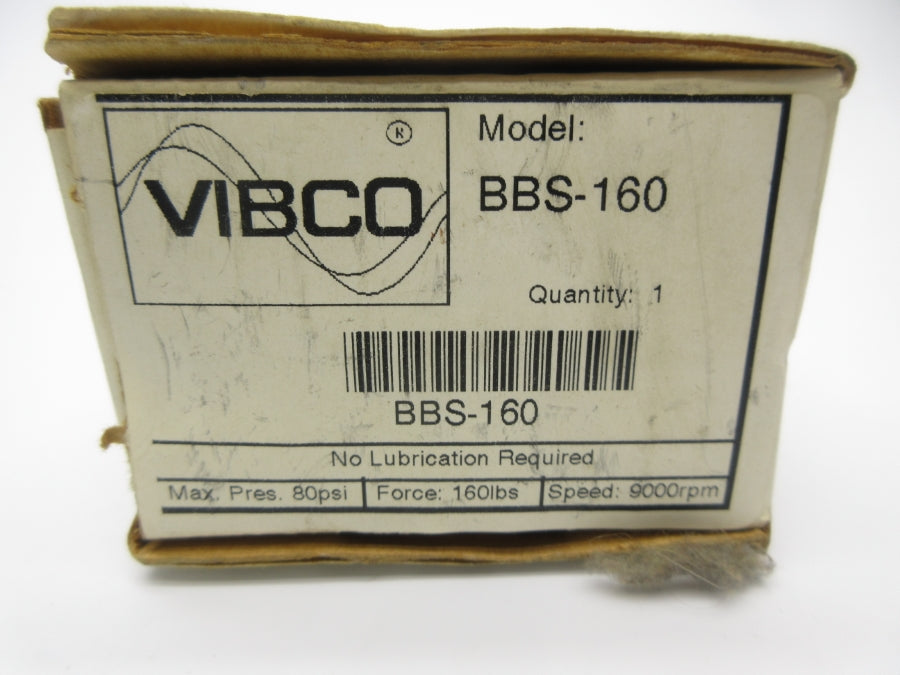 VIBCO ®
Model:
BBS-160
Quantity: 1
BBS-160
No Lubrication Required
Max. Pres. 80psi Force: 160lbs Speed: 9000rpm